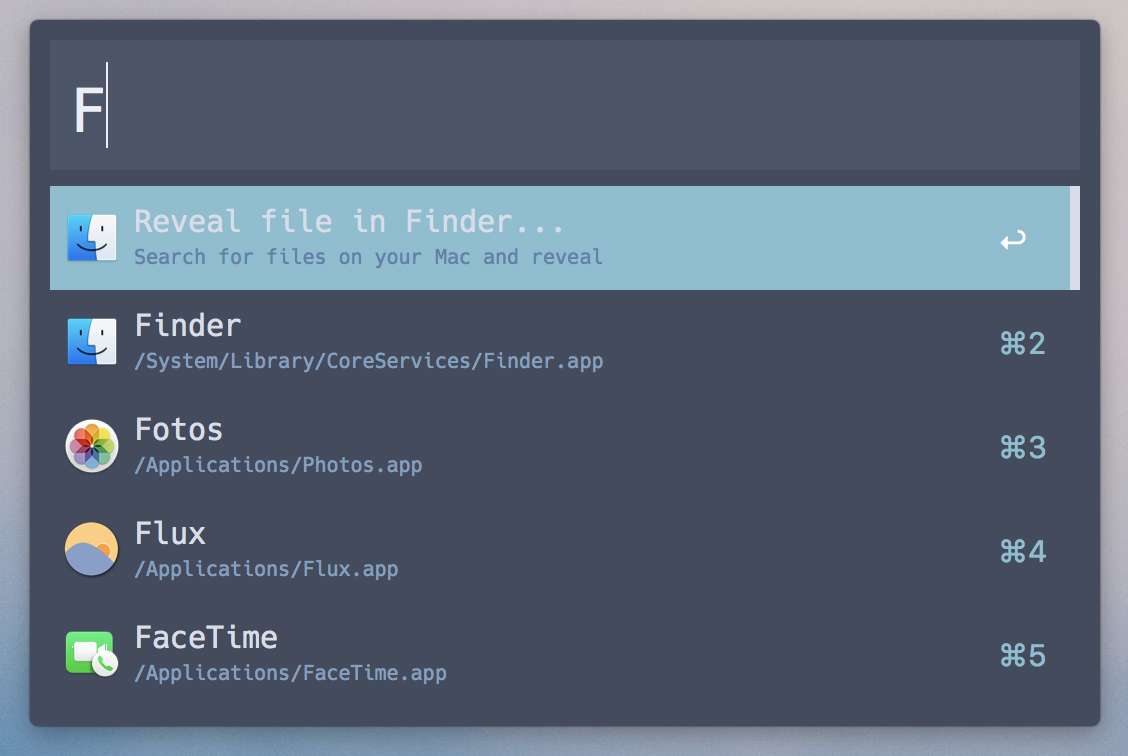 F
Reveal file in Finder...
Search for files on your Mac and reveal
Finder
/System/Library/CoreServices/Finder.app
⌘2
Fotos
/Applications/Photos.app
⌘3
Flux
/Applications/Flux.app
⌘4
FaceTime
/Applications/FaceTime.app
⌘5